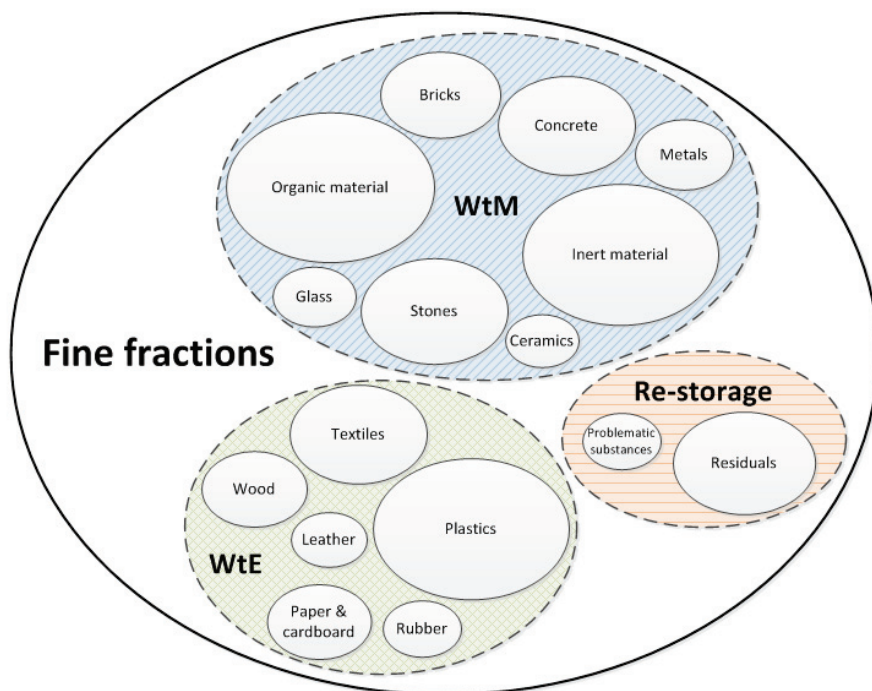 Bricks
Concrete
Metals
Organic material
WtM
Inert material
Glass
Stones
Ceramics
Fine fractions
Re-storage
Problematic
substances
Residuals
Textiles
Wood
Plastics
Leather
WtE
Paper &
cardboard
Rubber